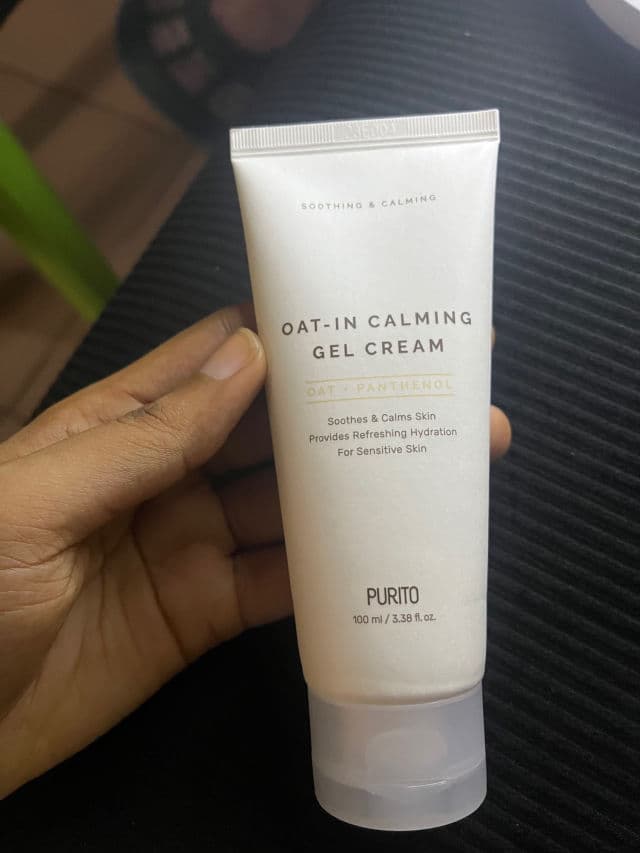 SOOTHING & CALMING
OAT-IN CALMING
GEL CREAM
OAT + PANTHENOL
Soothes & Calms Skin
Provides Refreshing Hydration
For Sensitive Skin
PURITO
100 ml / 3.38 fl. oz.